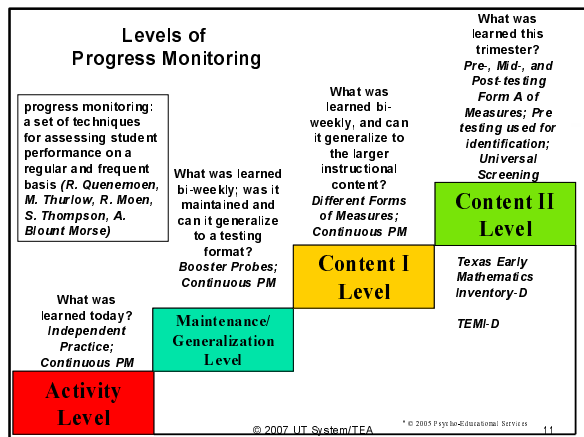 Levels of
Progress Monitoring
progress monitoring:
a set of techniques
for assessing student
performance on a
regular and frequent
basis (R. Quenemoen,
M. Thurlow, R. Moen,
S. Thompson, A.
Blount Morse)
What was
learned today?
Independent
Practice;
Continuous PM
Activity
Level
What was learned
bi-weekly; was it
maintained and
can it generalize
to a testing
format?
Booster Probes;
Continuous PM
Maintenance/
Generalization
Level
What was
learned bi-
weekly, and can
it generalize to
the larger
instructional
content?
Different Forms
of Measures;
Continuous PM
Content I
Level
What was
learned this
trimester?
Pre-, Mid-, and
Post-testing
Form A of
Measures; Pre
testing used for
identification;
Universal
Screening
Content II
Level
Texas Early
Mathematics
Inventory-D
TEMI-D
© 2007 UT System/TEA
* © 2005 Psycho-Educational Services
11